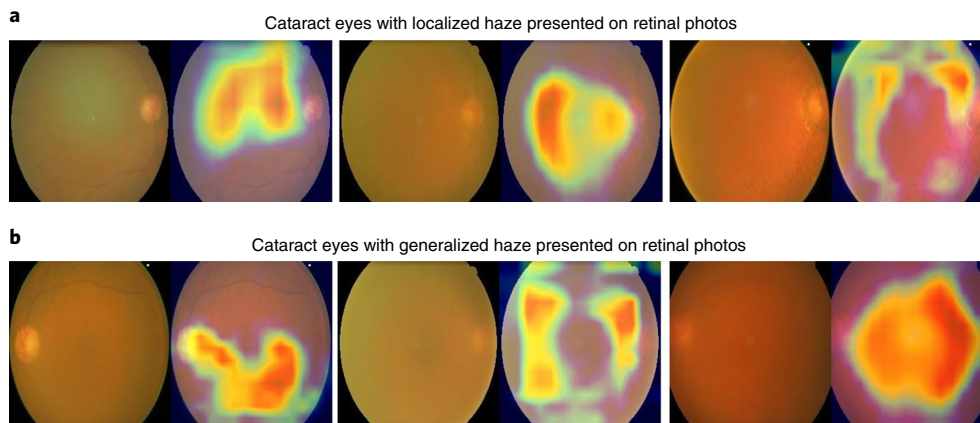 a
Cataract eyes with localized haze presented on retinal photos
b
Cataract eyes with generalized haze presented on retinal photos